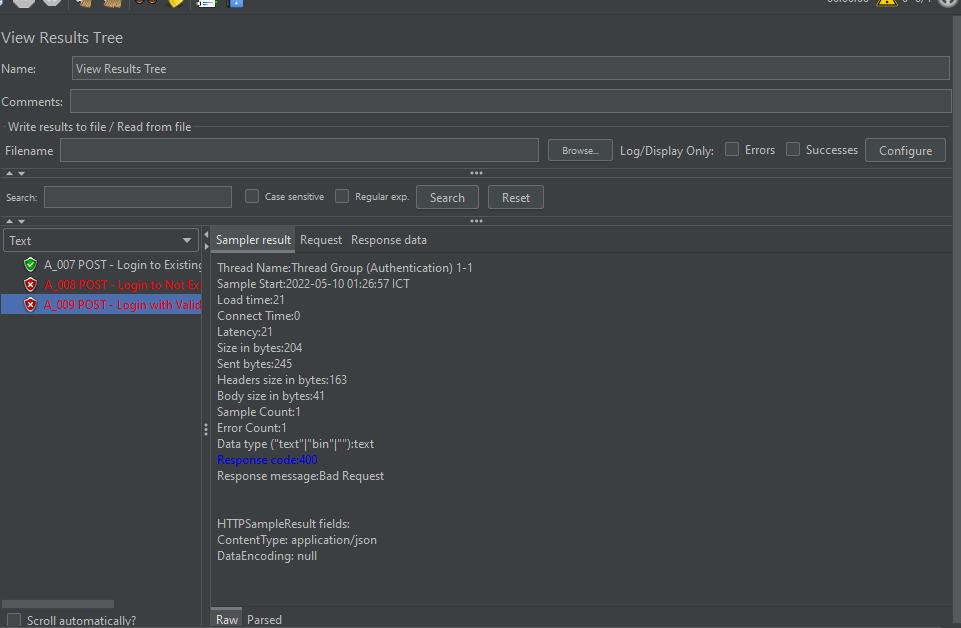 View Results Tree
Name: View Results Tree
Comments:
Write results to file / Read from file
Filename Browse... Log/Display Only: Errors Successes Configure
Search: Case sensitive Regular exp. Search Reset
Text
Sampler result Request Response data
A_007 POST - Login to Existing
A_008 POST - Login to Not Ex
A_009 POST - Login with Valid
Thread Name:Thread Group (Authentication) 1-1
Sample Start:2022-05-10 01:26:57 ICT
Load time:21
Connect Time:0
Latency:21
Size in bytes:204
Sent bytes:245
Headers size in bytes:163
Body size in bytes:41
Sample Count:1
Error Count:1
Data type ("text"|"bin"|""):text
Response code:400
Response message:Bad Request
HTTPSampleResult fields:
ContentType: application/json
DataEncoding: null
Scroll automatically?
Raw Parsed